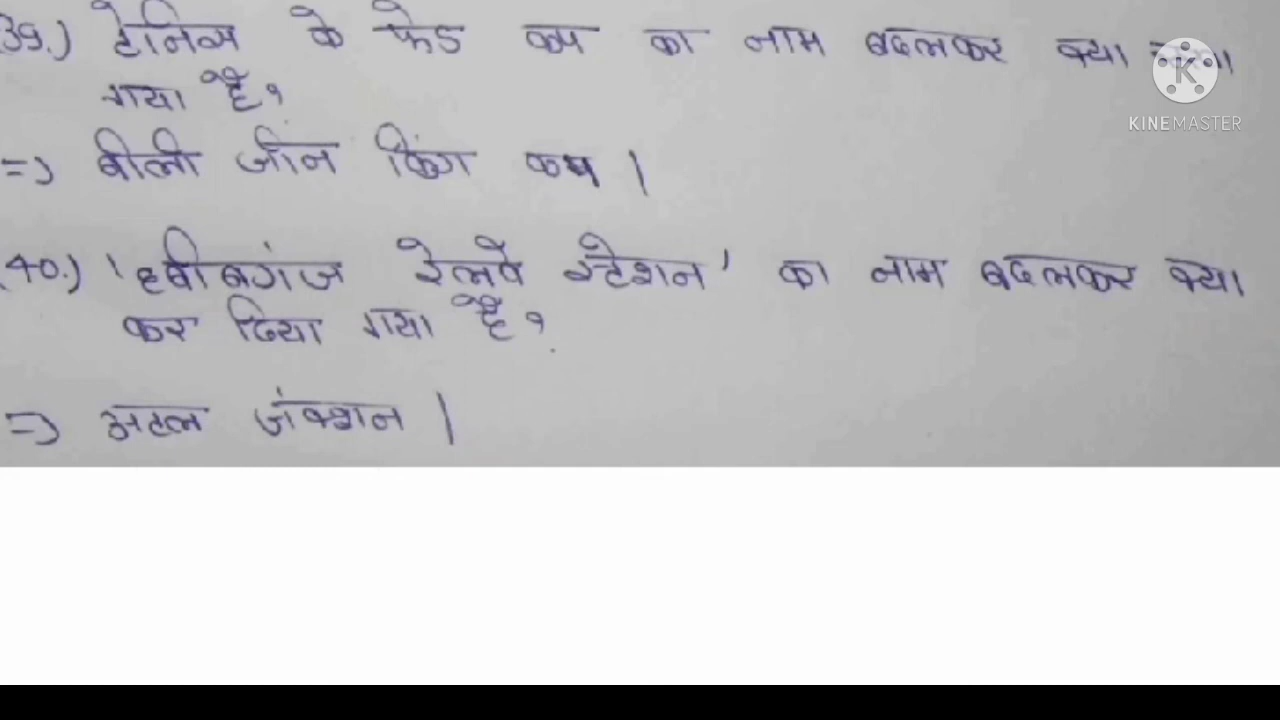 39.) टेनिस के फेड कप का नाम बदलकर क्या
KINEMASTER
गया है?
=> बीली जीन किंग कप |
(40.) 'हबीबगंज रेलवे स्टेशन' का नाम बदलकर क्या
कर दिया गया है?
=> अटल जंक्शन |